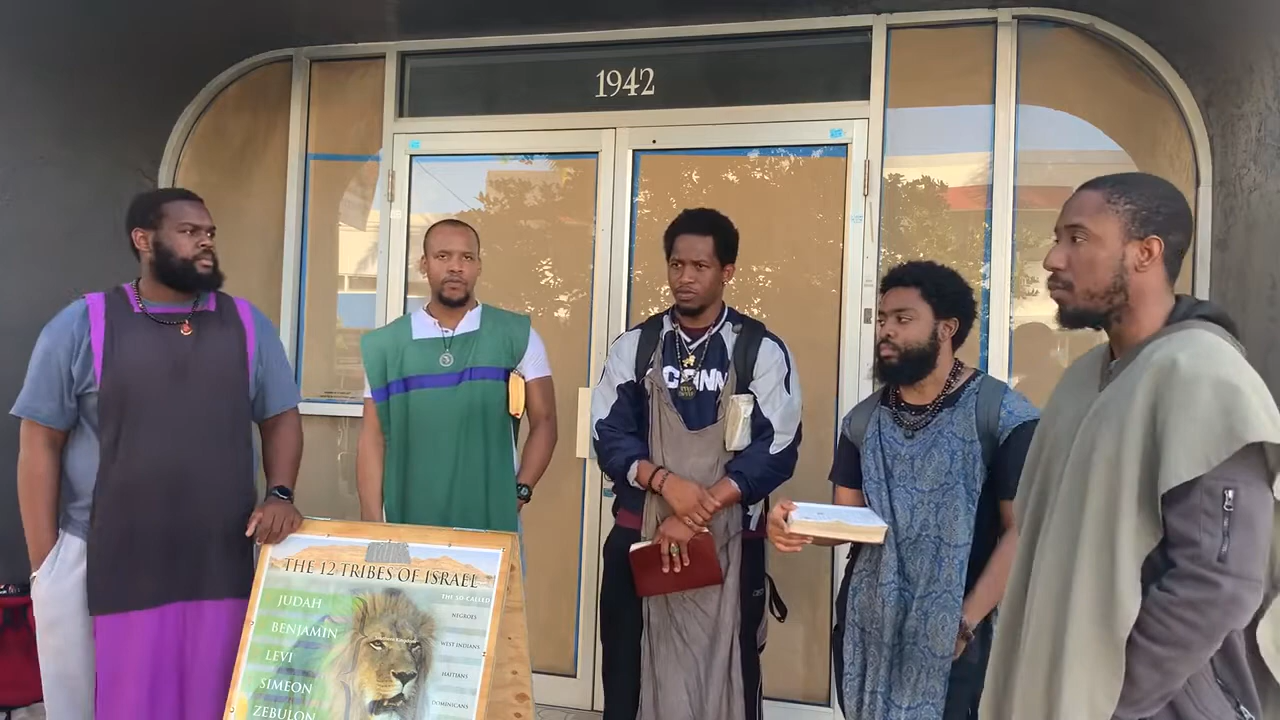 1942
THE 12 TRIBES OF ISRAEL
THE SO CALLED
JUDAH
NEGROES
BENJAMIN
WEST INDIANS
LEVI
HAITIANS
SIMEON
DOMINICANS
ZEBULON